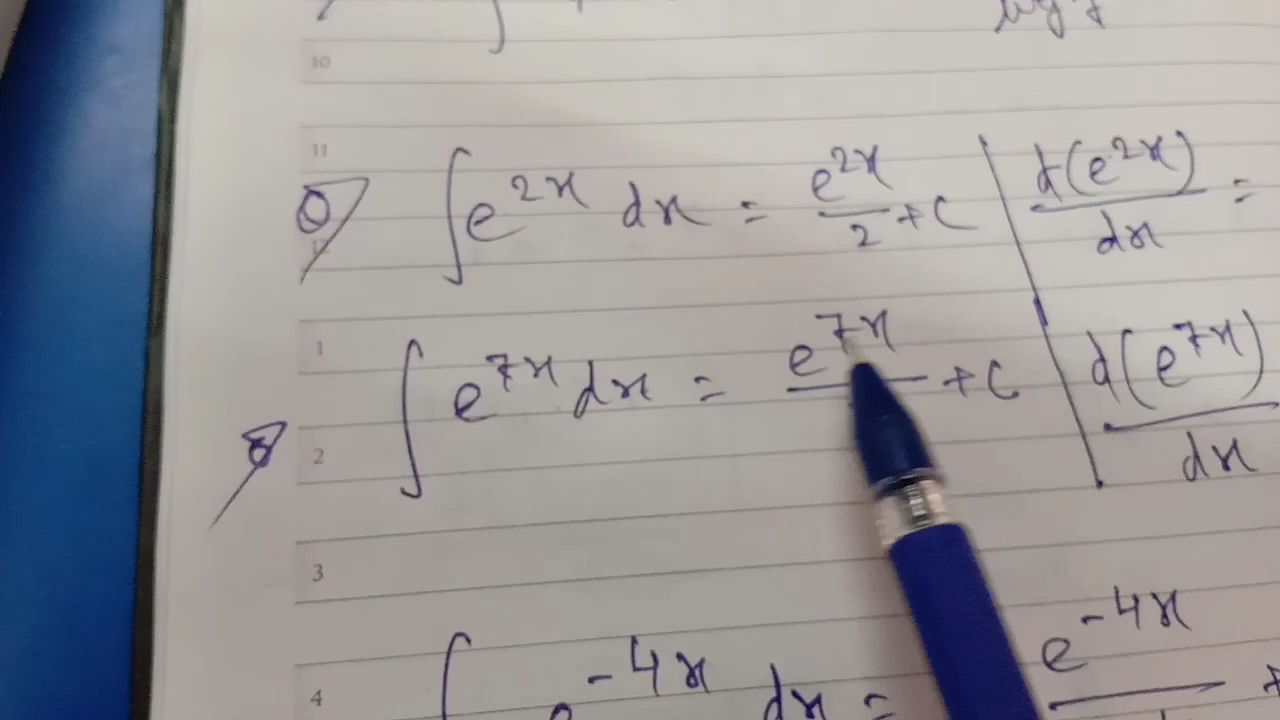 10
11
Q ∫ e^{2x} dx = e^{2x}/2 + C | d(e^{2x})/dx =
1
∫ e^{7x} dx = e^{7x}/ + C | d(e^{7x})/dx
2
3
4
∫ e^{-4x} dx = e^{-4x}/ +